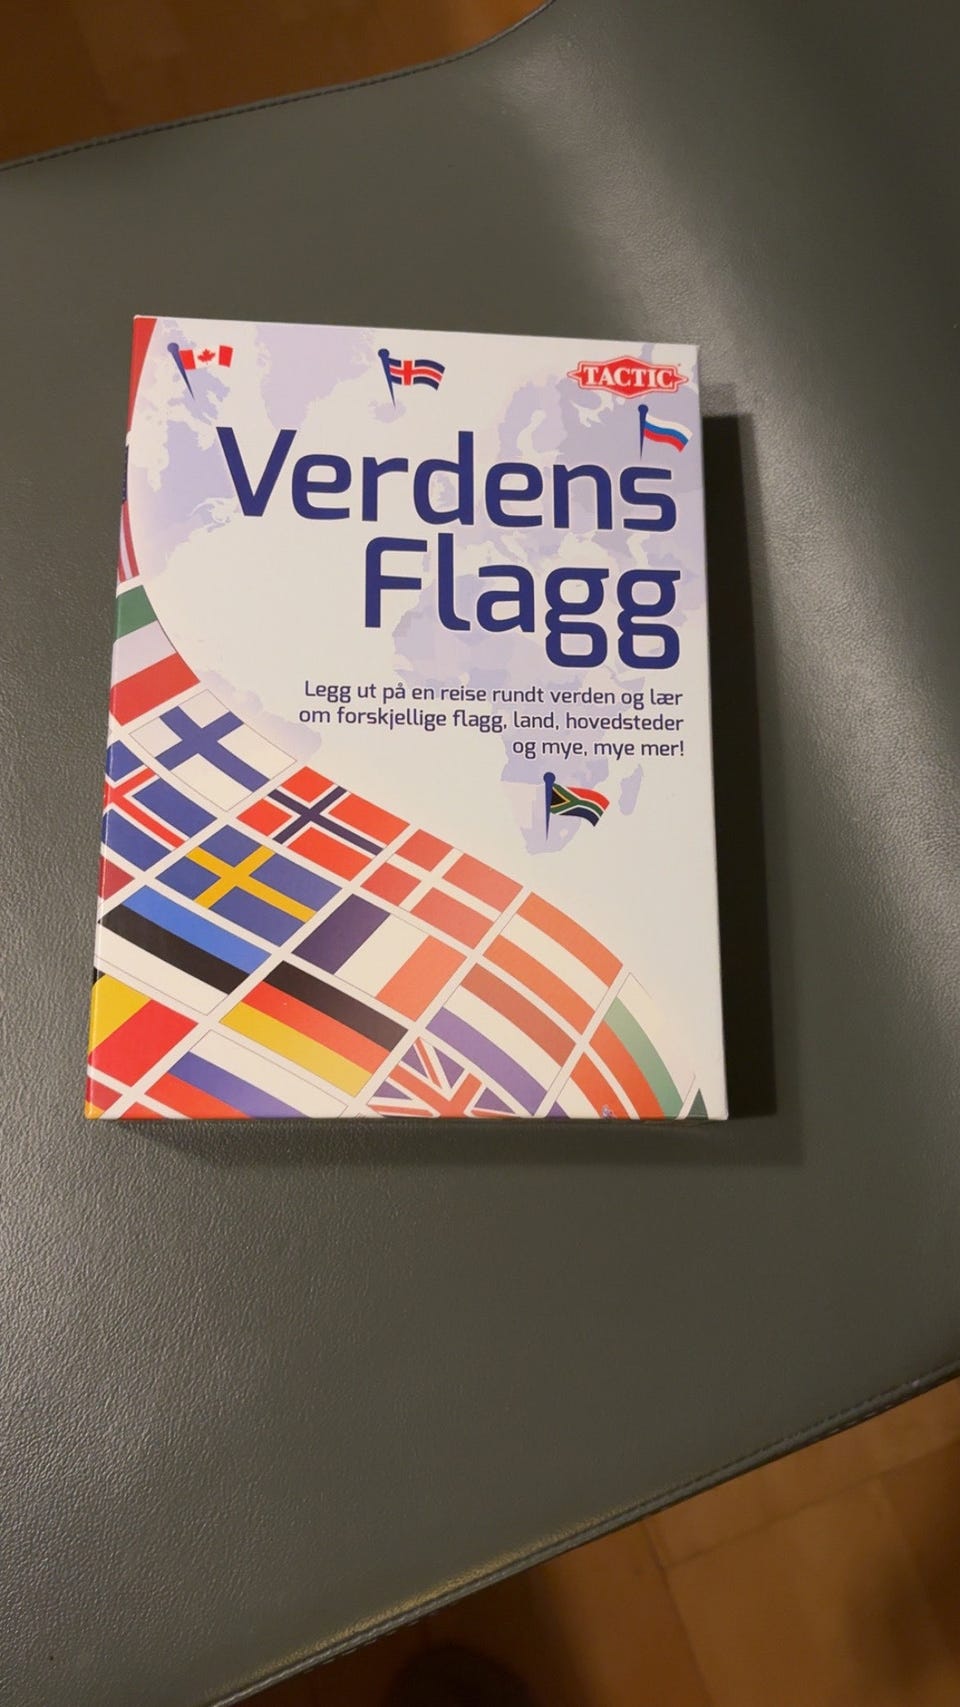 TACTIC
Verdens
Flagg
Legg ut på en reise rundt verden og lær
om forskjellige flagg, land, hovedsteder
og mye, mye mer!